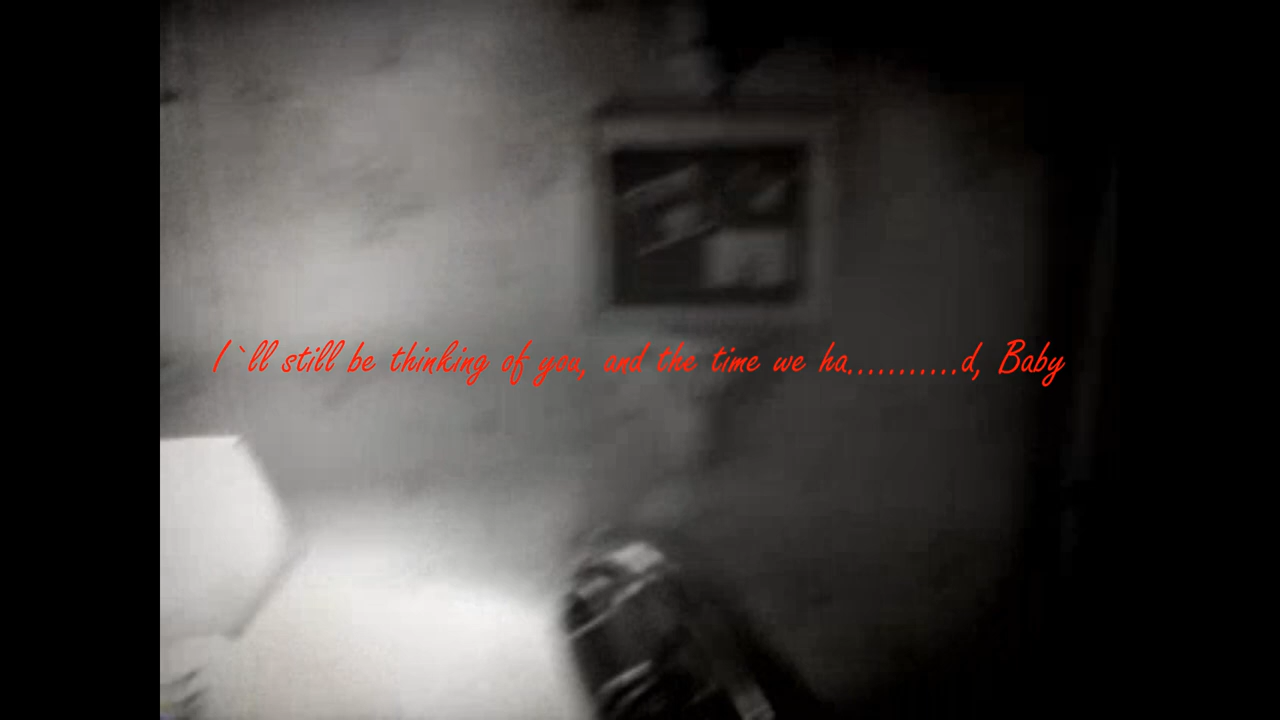 I`ll still be thinking of you, and the time we ha...........d, Baby